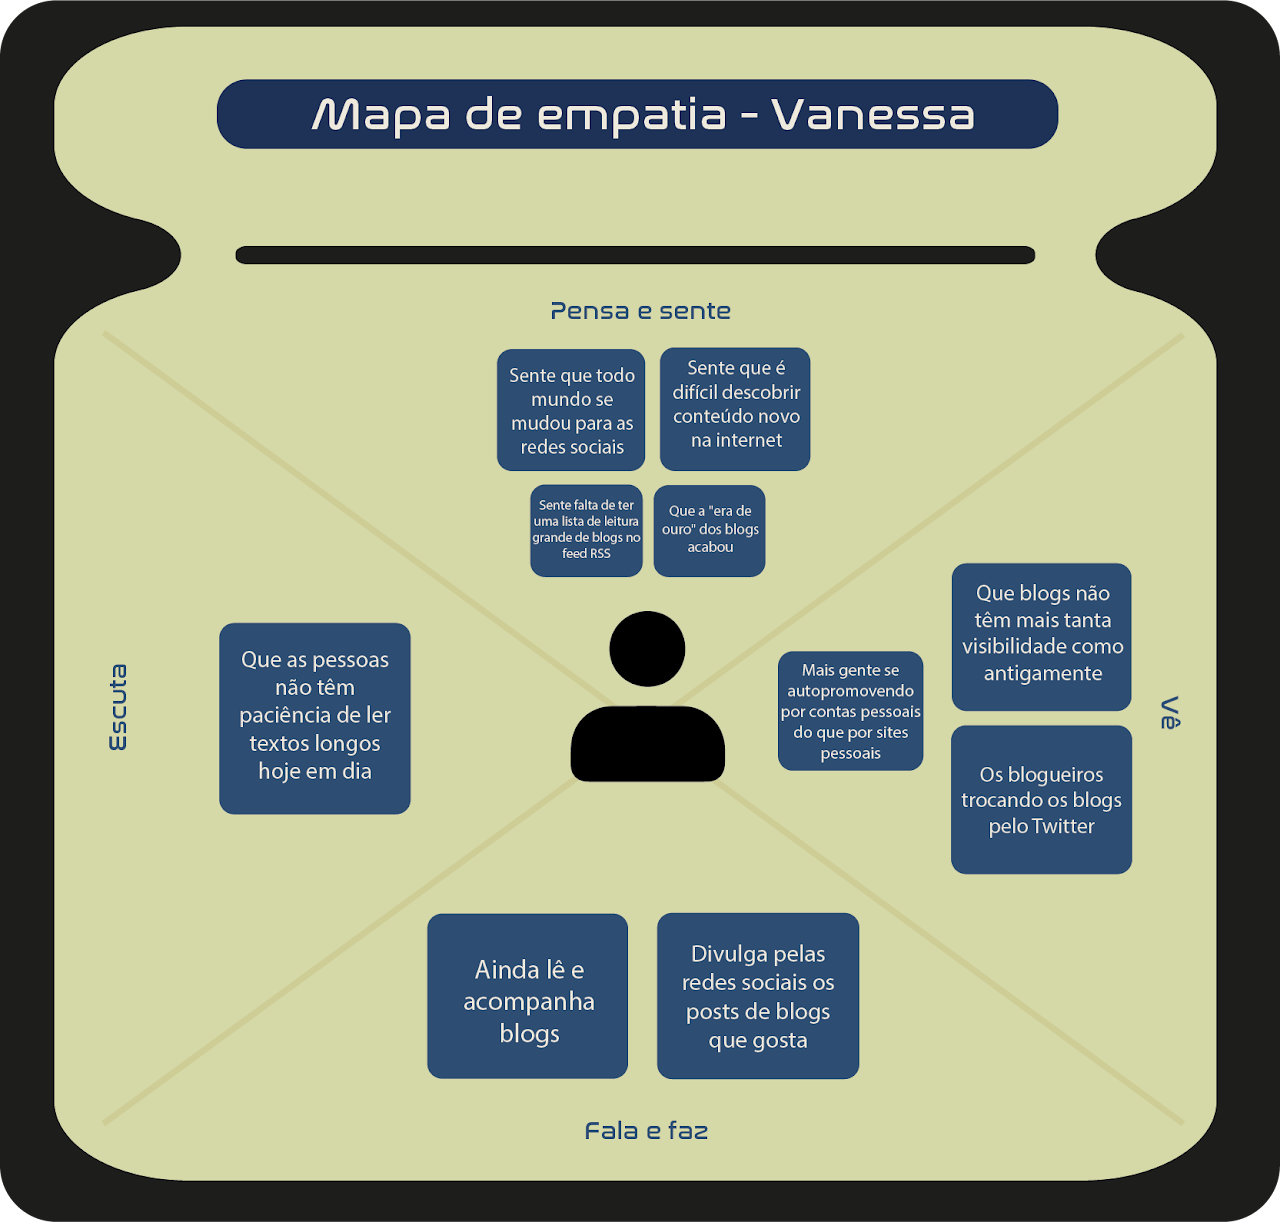 Mapa de empatia - Vanessa
Pensa e sente
Sente que todo
mundo se
mudou para as
redes sociais
Sente que é
difícil descobrir
conteúdo novo
na internet
Sente falta de ter
uma lista de leitura
grande de blogs no
feed RSS
Que a "era de
ouro" dos blogs
acabou
Escuta
Que as pessoas
não têm
paciência de ler
textos longos
hoje em dia
Mais gente se
autopromovendo
por contas pessoais
do que por sites
pessoais
Que blogs não
têm mais tanta
visibilidade como
antigamente
Os blogueiros
trocando os blogs
pelo Twitter
Vê
Ainda lê e
acompanha
blogs
Divulga pelas
redes sociais os
posts de blogs
que gosta
Fala e faz